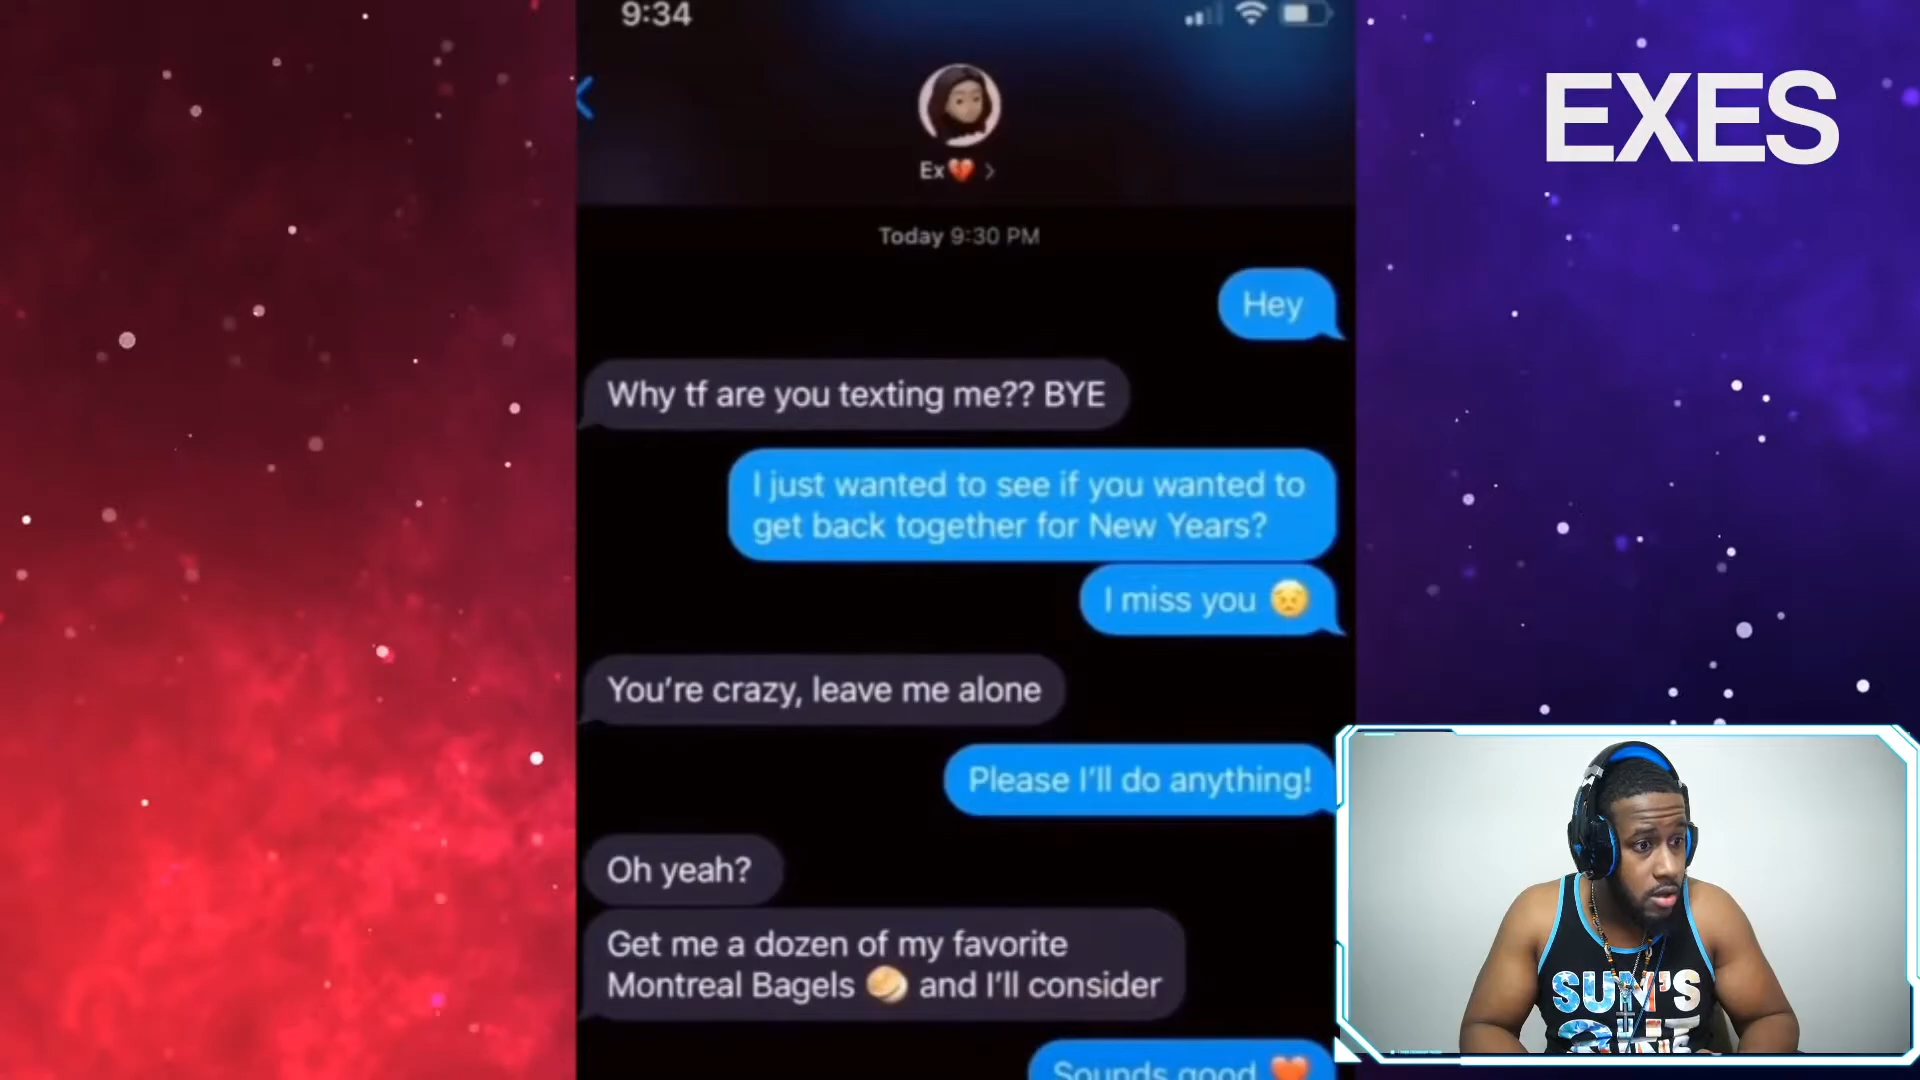 9:34
EXES
Ex💔 >
Today 9:30 PM
Hey
Why tf are you texting me?? BYE
I just wanted to see if you wanted to
get back together for New Years?
I miss you 😟
You're crazy, leave me alone
Please I'll do anything!
Oh yeah?
Get me a dozen of my favorite
Montreal Bagels 🥯 and I'll consider
Sounds good ❤️
SUN'S